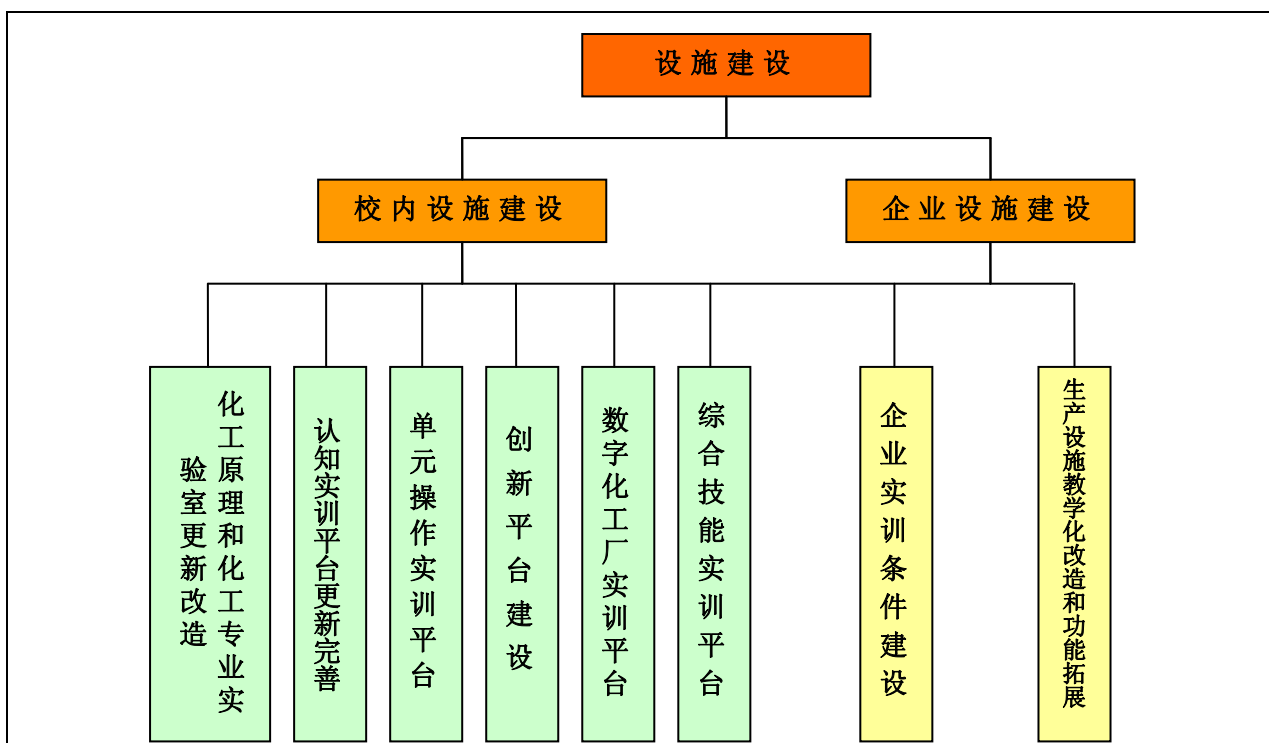 设施建设
校内设施建设
企业设施建设
化工原理和化工专业实
验室更新改造
认知实训平台更新完善
单元操作实训平台
创新平台建设
数字化工厂实训平台
综合技能实训平台
企业实训条件建设
生产设施教学化改造和功能拓展